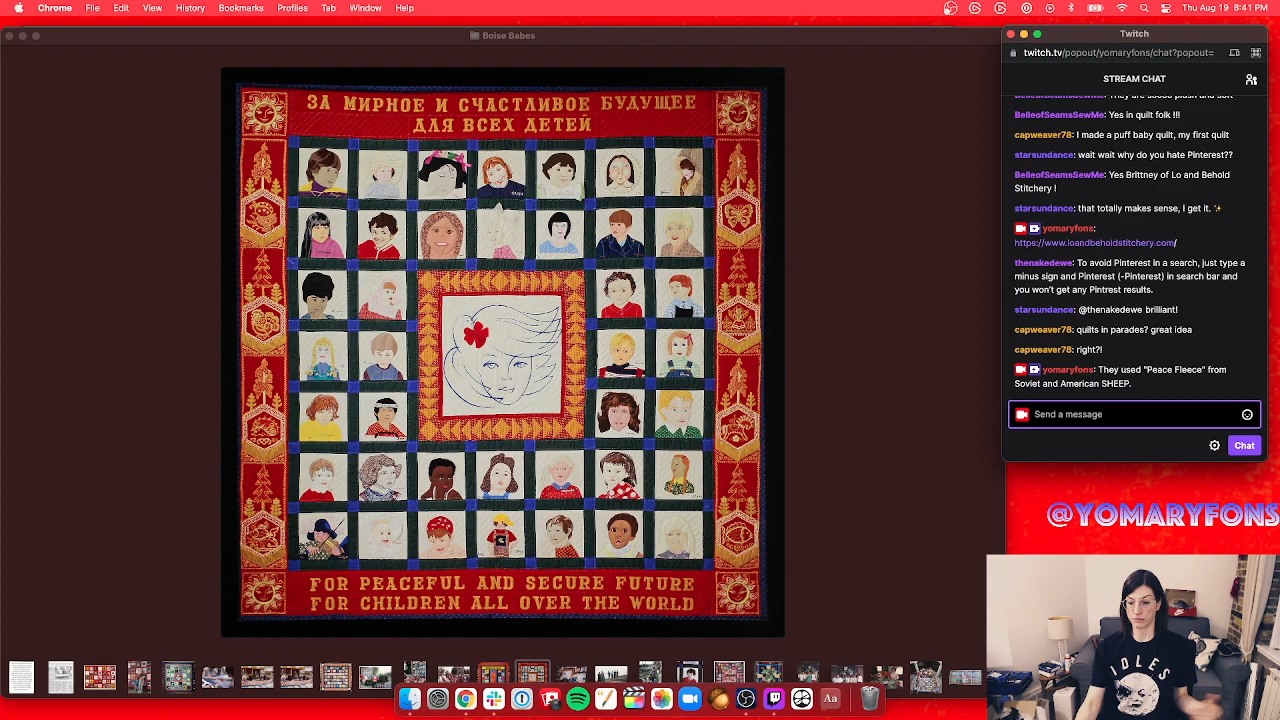 Chrome File Edit View History Bookmarks Profiles Tab Window Help
Thu Aug 19 8:41 PM
Boise Babes
ЗА МИРНОЕ И СЧАСТЛИВОЕ БУДУЩЕЕ
ДЛЯ ВСЕХ ДЕТЕЙ
FOR PEACEFUL AND SECURE FUTURE
FOR CHILDREN ALL OVER THE WORLD
Twitch
twitch.tv/popout/yomaryfons/chat?popout=
STREAM CHAT
BelleofSeamsSewMe: Yes in quilt folk !!!
capweaver78: I made a puff baby quilt, my first quilt
starsundance: wait wait why do you hate Pinterest??
BelleofSeamsSewMe: Yes Brittney of Lo and Behold
Stitchery !
starsundance: that totally makes sense, I get it. ✨
yomaryfons:
https://www.loandbeholdstitchery.com/
thenakedewe: To avoid Pinterest in a search, just type a
minus sign and Pinterest (-Pinterest) in search bar and
you won't get any Pintrest results.
starsundance: @thenakedewe brilliant!
capweaver78: quilts in parades? great idea
capweaver78: right?!
yomaryfons: They used "Peace Fleece" from
Soviet and American SHEEP.
Send a message
Chat
@YOMARYFONS
Aa